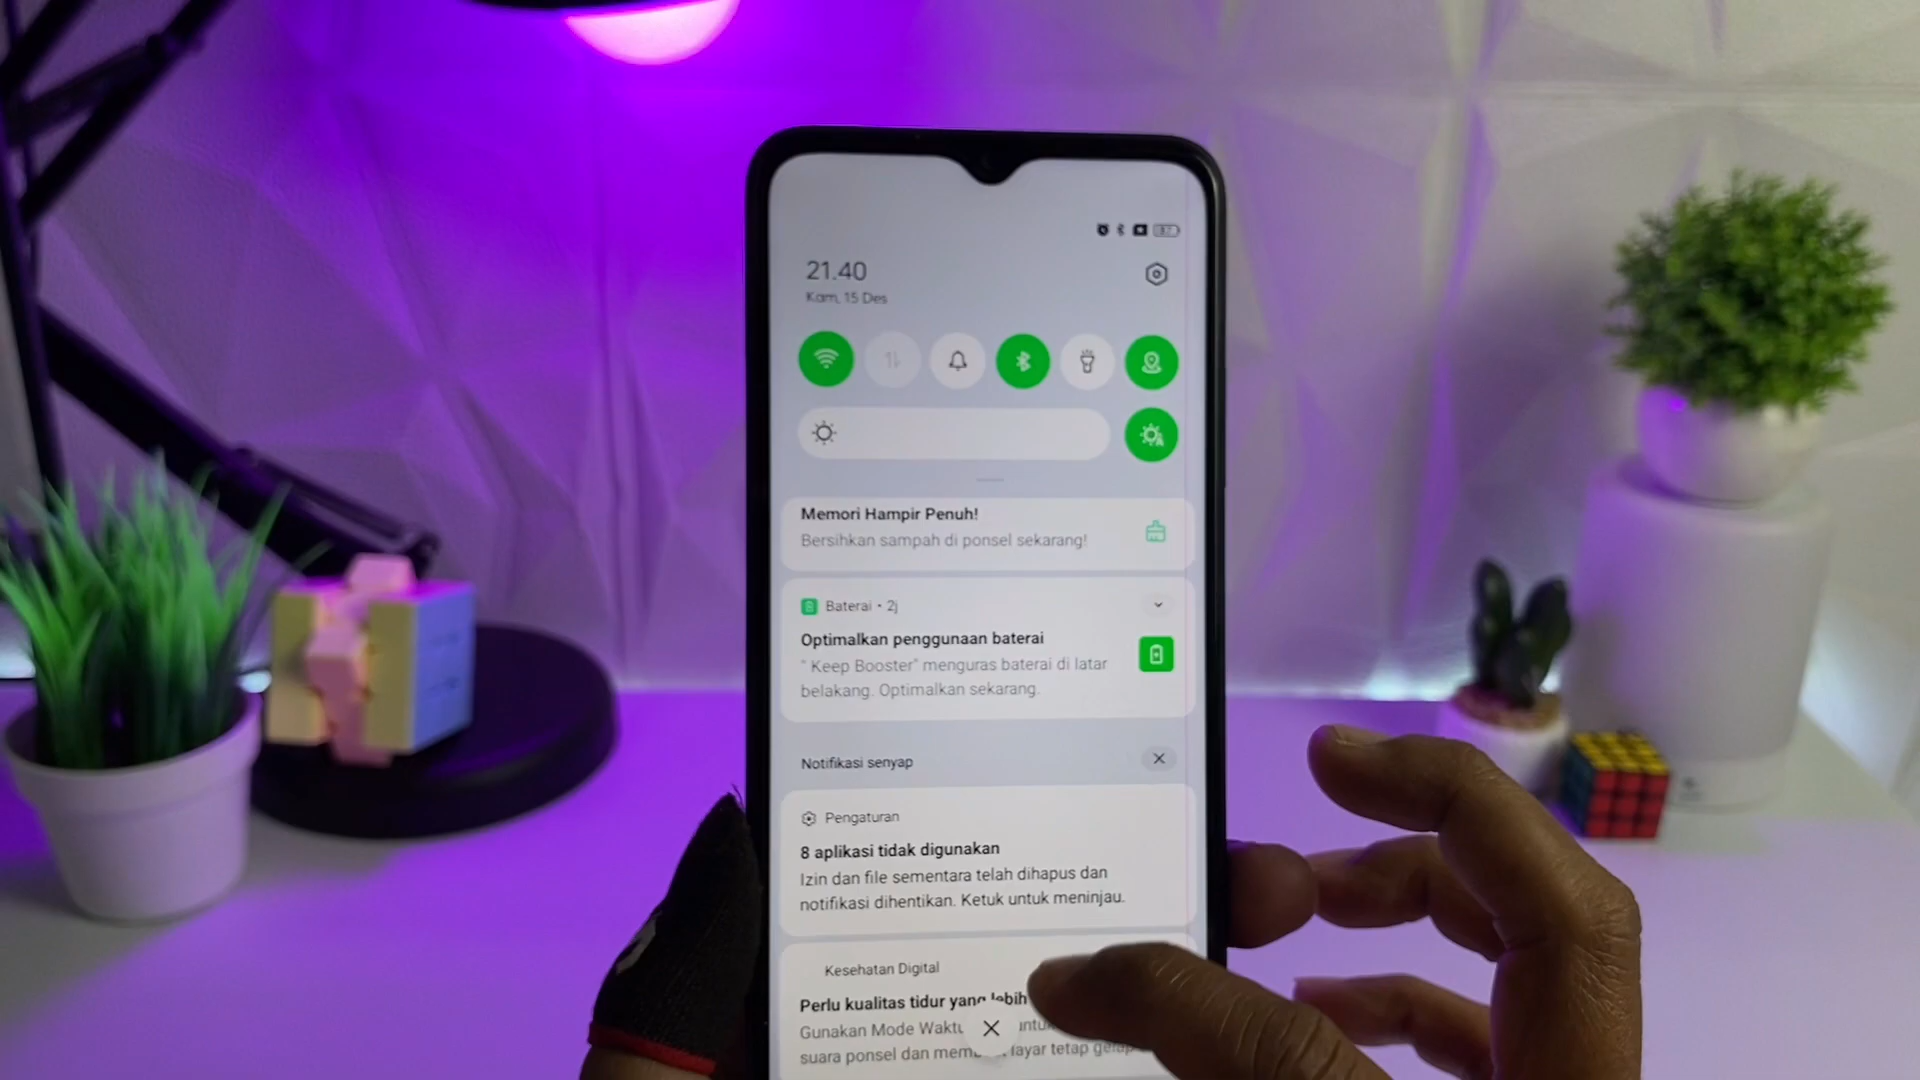 21.40
Kam, 15 Des
Memori Hampir Penuh!
Bersihkan sampah di ponsel sekarang!
Baterai • 2j
Optimalkan penggunaan baterai
" Keep Booster" menguras baterai di latar
belakang. Optimalkan sekarang.
Notifikasi senyap
Pengaturan
8 aplikasi tidak digunakan
Izin dan file sementara telah dihapus dan
notifikasi dihentikan. Ketuk untuk meninjau.
Kesehatan Digital
Perlu kualitas tidur yang lebih
Gunakan Mode
suara ponsel dan layar tetap